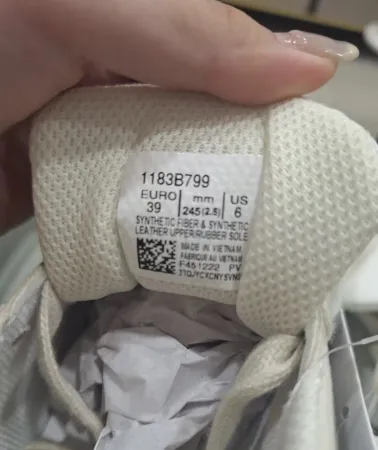 1183B799
EURO mm US
39 245(2.5) 6
SYNTHETIC FIBER & SYNTHETIC
LEATHER UPPER/RUBBER SOLE
MADE IN VIETNAM
FABRIQUE AU VIETNAM
F451222 PV